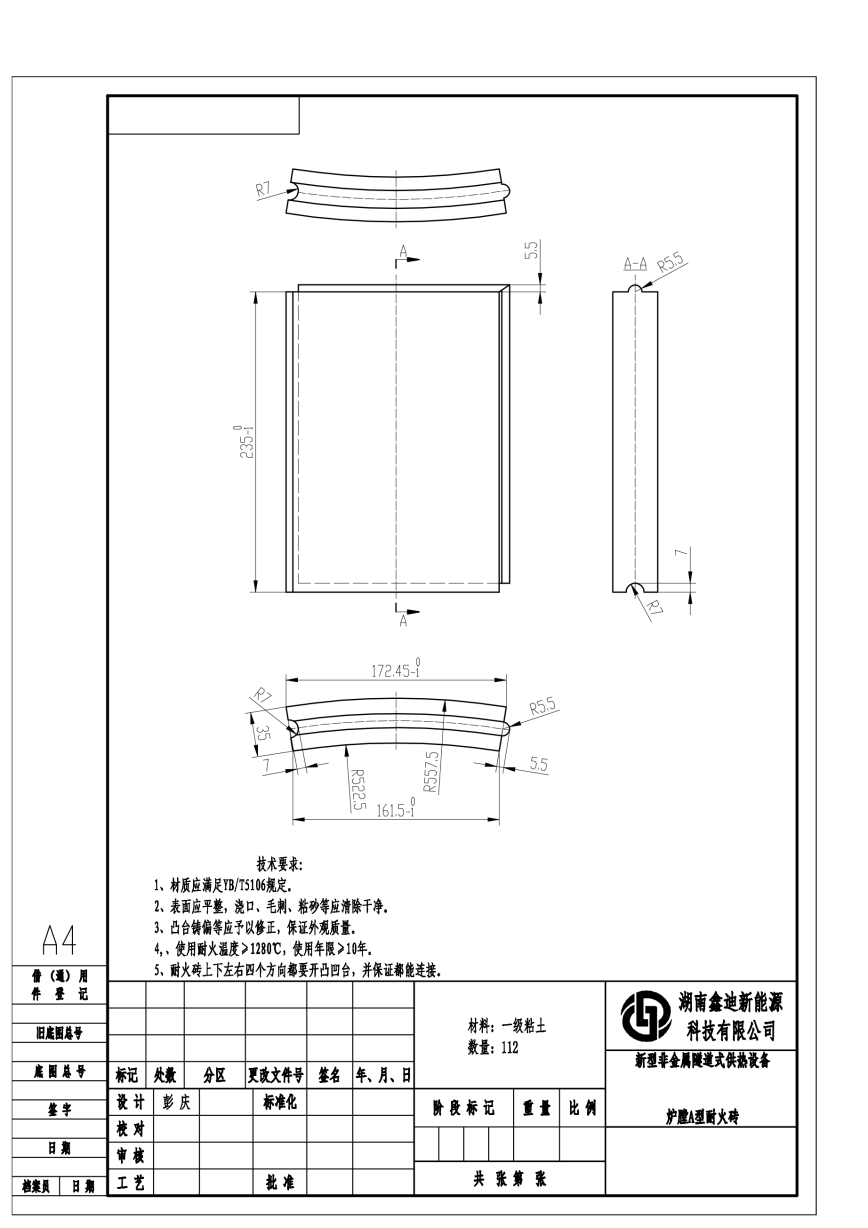 R7
A
5.5
A-A
R5.5
0
235-1
7
R7
A
172.45-1
0
R7
R5.5
35
7
R522.5
R557.5
5.5
161.5-1
0
技术要求:
1、材质应满足YB/T5106规定。
2、表面应平整，浇口、毛刺、粘砂等应清除干净。
3、凸台铸偏等应予以修正，保证外观质量。
4,、使用耐火温度≥1280℃，使用年限≥10年。
5、耐火砖上下左右四个方向都要开凸凹台，并保证都能连接。
A4
借（通）用
件 登 记
旧底图总号
底 图 总 号
签 字
日 期
档案员 日 期
标记 处数 分区 更改文件号 签名 年、月、日
设 计 彭 庆 标准化
校 对
审 核
工 艺 批 准
材料：一级粘土
数量：112
阶 段 标 记 重 量 比 例
共 张 第 张
湖南鑫迪新能源
科技有限公司
新型非金属隧道式供热设备
炉膛A型耐火砖